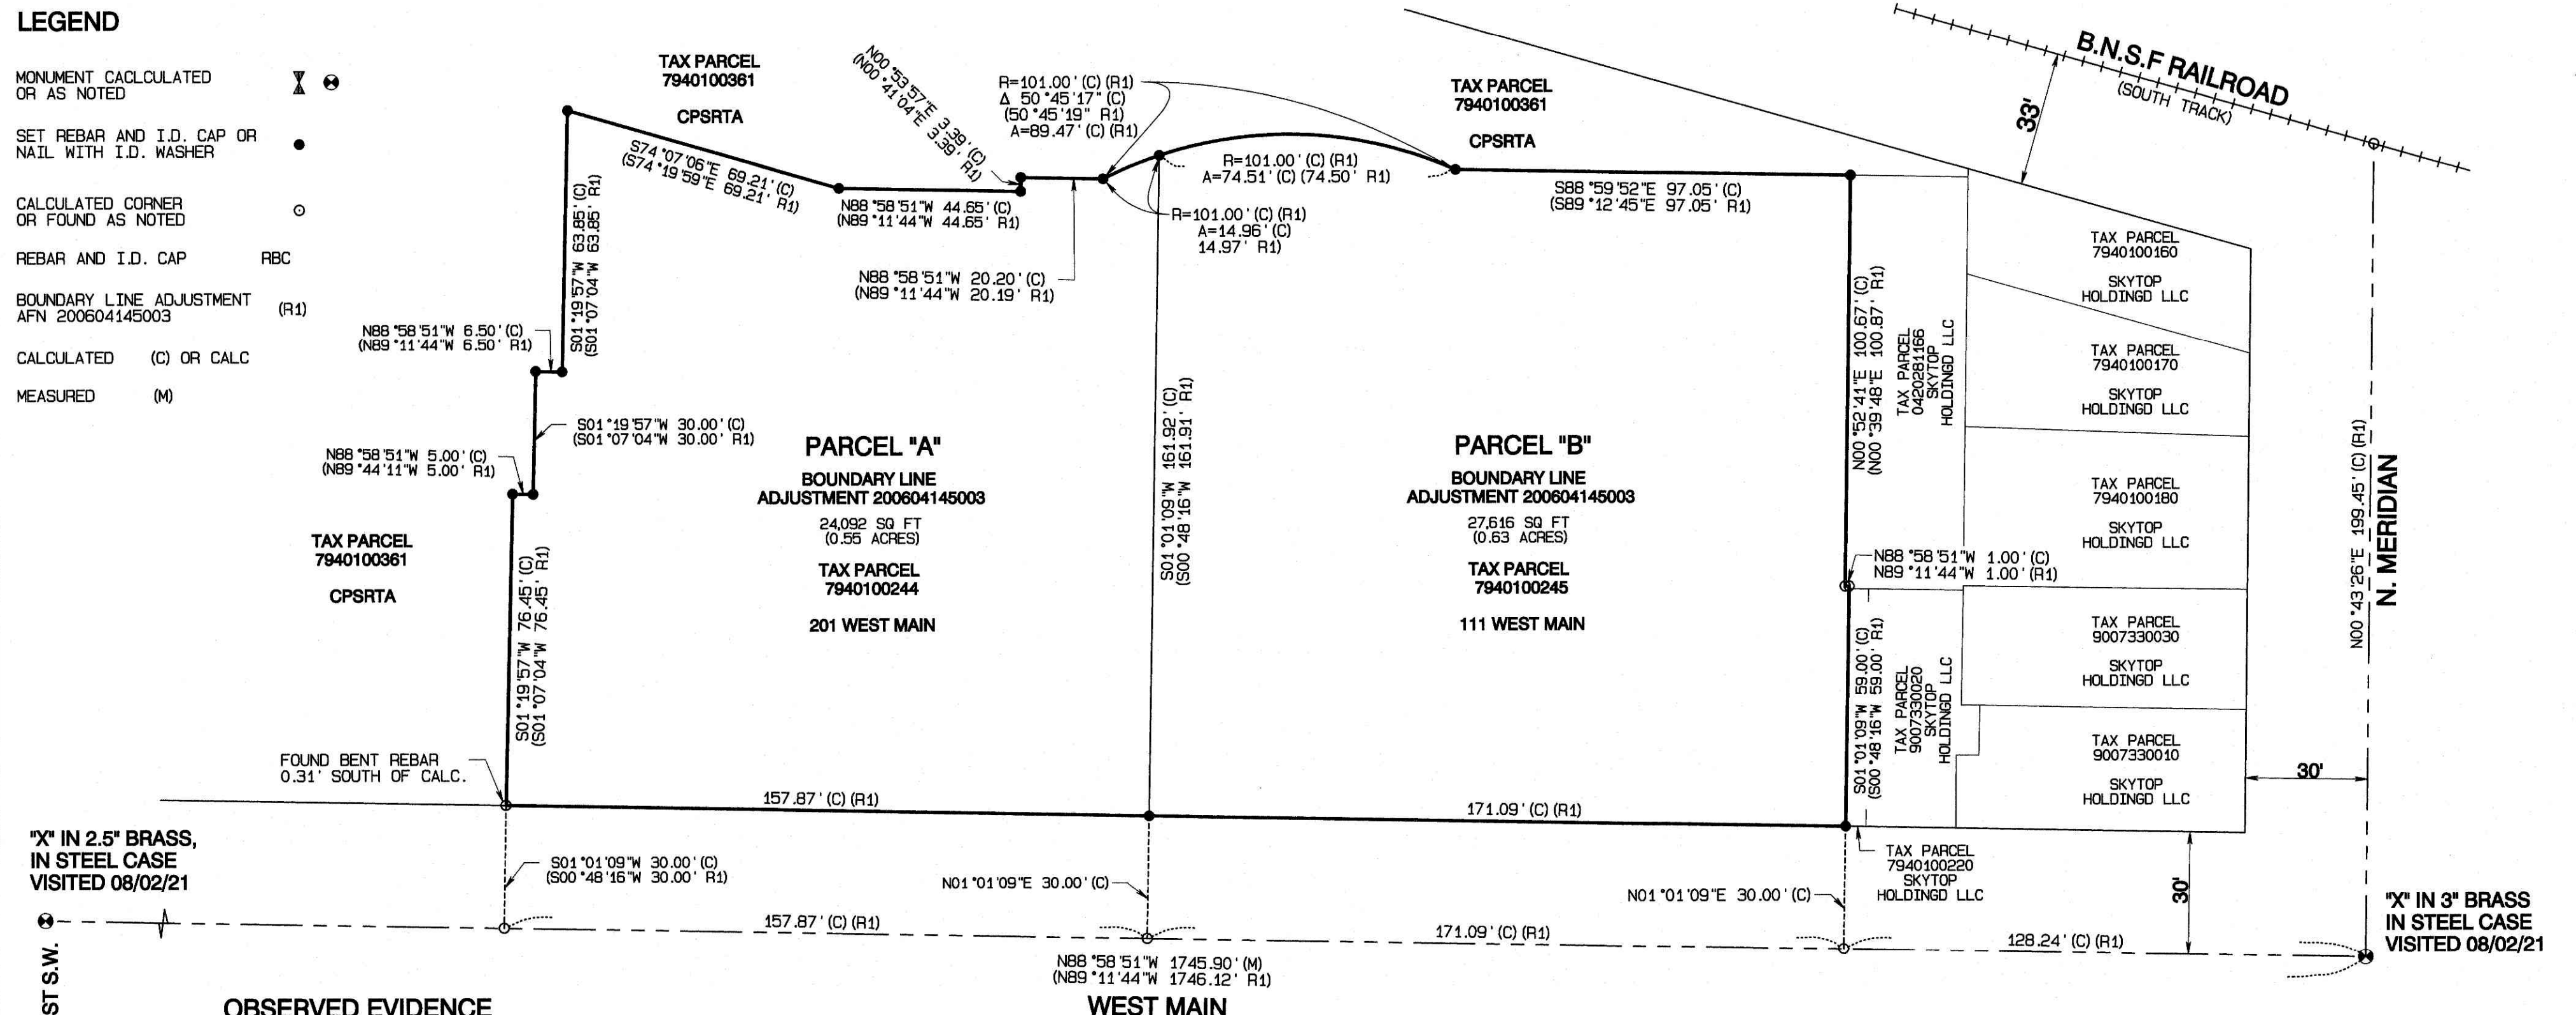 LEGEND
MONUMENT CACLCULATED
OR AS NOTED
SET REBAR AND I.D. CAP OR
NAIL WITH I.D. WASHER
CALCULATED CORNER
OR FOUND AS NOTED
REBAR AND I.D. CAP RBC
BOUNDARY LINE ADJUSTMENT
AFN 200604145003 (R1)
CALCULATED (C) OR CALC
MEASURED (M)
TAX PARCEL
7940100361
CPSRTA
N00°53'57"E 3.39'(C)
(N00°41'04"E 3.39' R1)
R=101.00'(C)(R1)
Δ 50°45'17"(C)
(50°45'19" R1)
A=89.47'(C)(R1)
TAX PARCEL
7940100361
CPSRTA
B.N.S.F RAILROAD
(SOUTH TRACK)
33'
S74°07'06"E 69.21'(C)
(S74°19'59"E 69.21' R1)
N88°58'51"W 44.65'(C)
(N89°11'44"W 44.65' R1)
R=101.00'(C)(R1)
A=74.51'(C)(74.50' R1)
R=101.00'(C)(R1)
A=14.96'(C)
14.97' R1)
S88°59'52"E 97.05'(C)
(S89°12'45"E 97.05' R1)
N88°58'51"W 20.20'(C)
(N89°11'44"W 20.19' R1)
S01°19'57"W 63.85'(C)
(S01°07'04"W 63.85' R1)
N88°58'51"W 6.50'(C)
(N89°11'44"W 6.50' R1)
S01°19'57"W 30.00'(C)
(S01°07'04"W 30.00' R1)
N88°58'51"W 5.00'(C)
(N89°44'11"W 5.00' R1)
TAX PARCEL
7940100361
CPSRTA
S01°19'57"W 76.45'(C)
(S01°07'04"W 76.45' R1)
PARCEL "A"
BOUNDARY LINE
ADJUSTMENT 200604145003
24,092 SQ FT
(0.55 ACRES)
TAX PARCEL
7940100244
201 WEST MAIN
S01°01'09"W 161.92'(C)
(S00°48'16"W 161.91' R1)
PARCEL "B"
BOUNDARY LINE
ADJUSTMENT 200604145003
27,616 SQ FT
(0.63 ACRES)
TAX PARCEL
7940100245
111 WEST MAIN
N00°52'41"E 100.67'(C)
(N00°39'48"E 100.87' R1)
TAX PARCEL
0420281166
SKYTOP
HOLDINGD LLC
TAX PARCEL
7940100160
SKYTOP
HOLDINGD LLC
TAX PARCEL
7940100170
SKYTOP
HOLDINGD LLC
TAX PARCEL
7940100180
SKYTOP
HOLDINGD LLC
N88°58'51"W 1.00'(C)
N89°11'44"W 1.00'(R1)
S01°01'09"W 59.00'(C)
(S00°48'16"W 59.00' R1)
TAX PARCEL
9007330020
SKYTOP
HOLDINGD LLC
TAX PARCEL
9007330030
SKYTOP
HOLDINGD LLC
TAX PARCEL
9007330010
SKYTOP
HOLDINGD LLC
N00°43'26"E 199.45'(C)(R1)
N. MERIDIAN
30'
FOUND BENT REBAR
0.31' SOUTH OF CALC.
157.87'(C)(R1)
171.09'(C)(R1)
TAX PARCEL
7940100220
SKYTOP
HOLDINGD LLC
30'
"X" IN 2.5" BRASS,
IN STEEL CASE
VISITED 08/02/21
S01°01'09"W 30.00'(C)
(S00°48'16"W 30.00' R1)
N01°01'09"E 30.00'(C)
N01°01'09"E 30.00'(C)
"X" IN 3" BRASS
IN STEEL CASE
VISITED 08/02/21
157.87'(C)(R1)
171.09'(C)(R1)
128.24'(C)(R1)
N88°58'51"W 1745.90'(M)
(N89°11'44"W 1746.12' R1)
WEST MAIN
ST S.W.
OBSERVED EVIDENCE